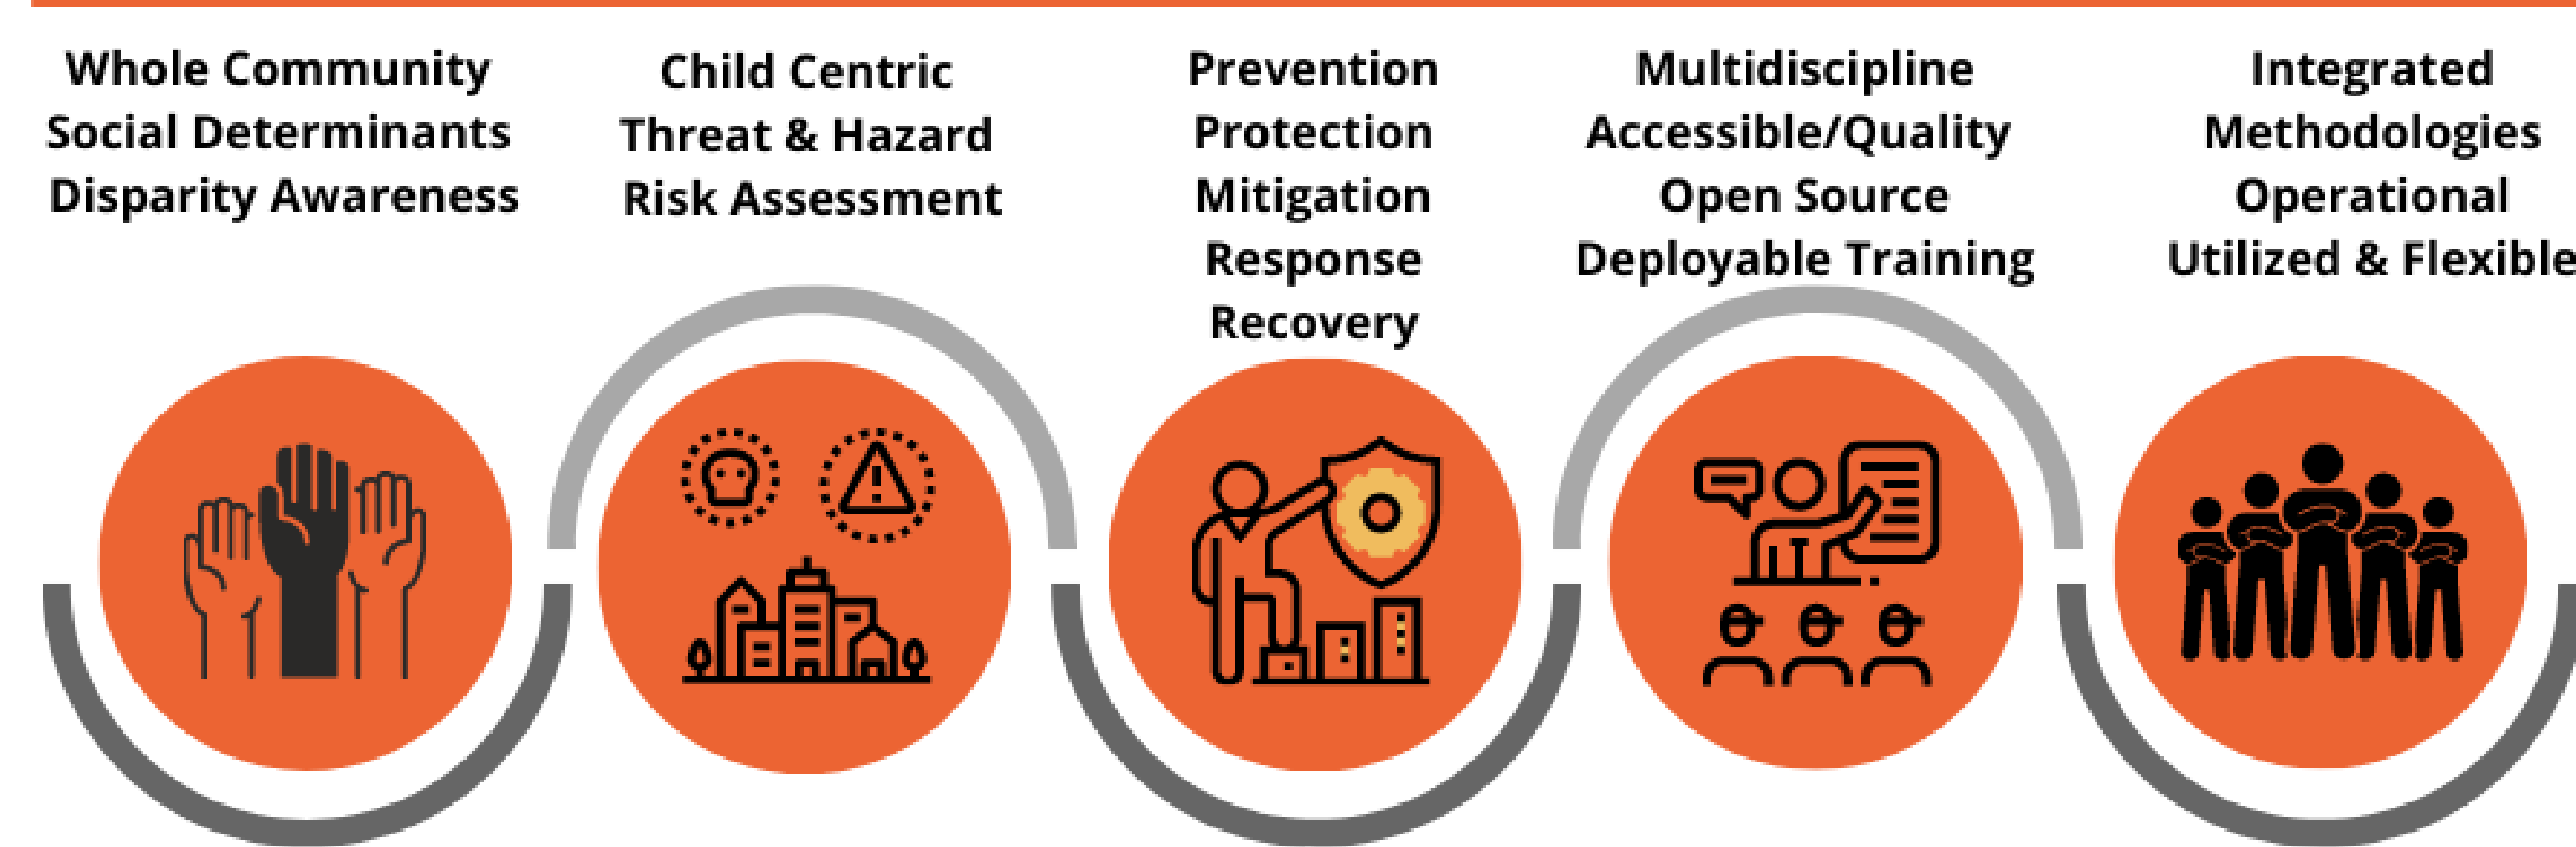 Whole Community
Social Determinants
Disparity Awareness
Child Centric
Threat & Hazard
Risk Assessment
Prevention
Protection
Mitigation
Response
Recovery
Multidiscipline
Accessible/Quality
Open Source
Deployable Training
Integrated
Methodologies
Operational
Utilized & Flexible